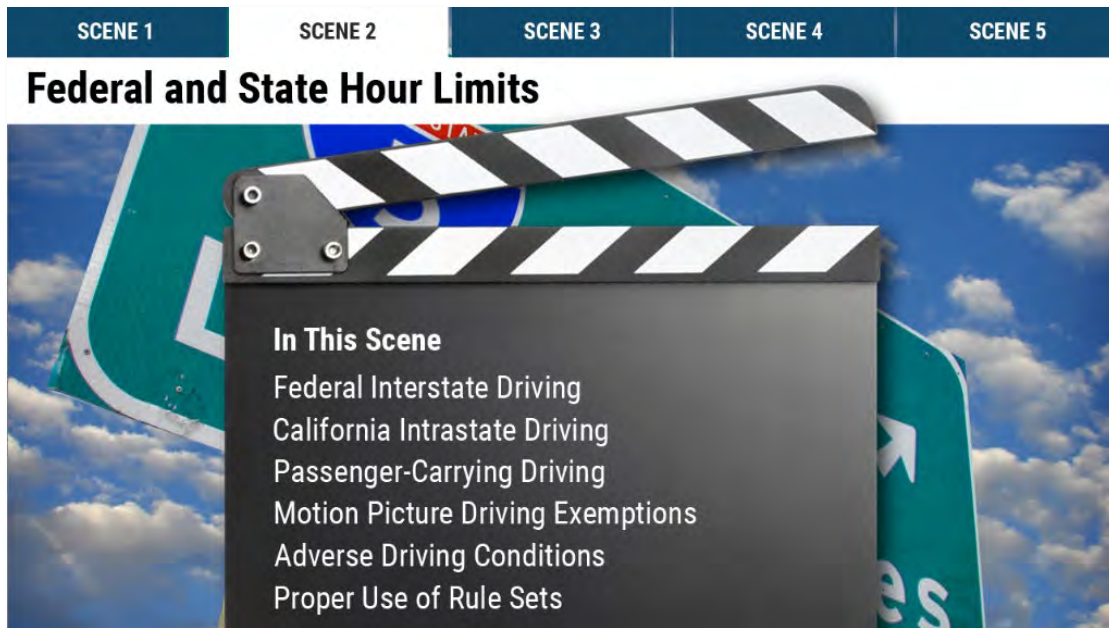 SCENE 1
SCENE 2
SCENE 3
SCENE 4
SCENE 5
Federal and State Hour Limits
In This Scene
Federal Interstate Driving
California Intrastate Driving
Passenger-Carrying Driving
Motion Picture Driving Exemptions
Adverse Driving Conditions
Proper Use of Rule Sets